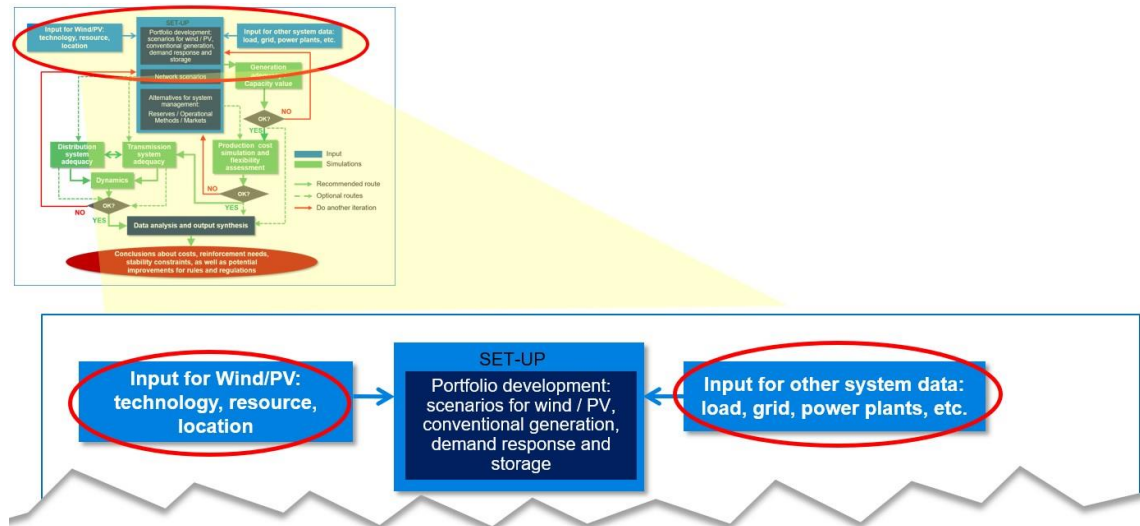 SET-UP
Input for Wind/PV:
technology, resource,
location
Portfolio development:
scenarios for wind / PV,
conventional generation,
demand response and
storage
Input for other system data:
load, grid, power plants, etc.
Network scenarios
Generation
Capacity value
Alternatives for system
management:
Reserves / Operational
Methods / Markets
OK?
NO
YES
Distribution
system
adequacy
Transmission
system
adequacy
Production cost
simulation and
flexibility
assessment
Input
Simulations
Dynamics
Recommended route
Optional routes
Do another iteration
NO
OK?
NO
OK?
YES
YES
Data analysis and output synthesis
Conclusions about costs, reinforcement needs,
stability constraints, as well as potential
improvements for rules and regulations
Input for Wind/PV:
technology, resource,
location
SET-UP
Portfolio development:
scenarios for wind / PV,
conventional generation,
demand response and
storage
Input for other system data:
load, grid, power plants, etc.